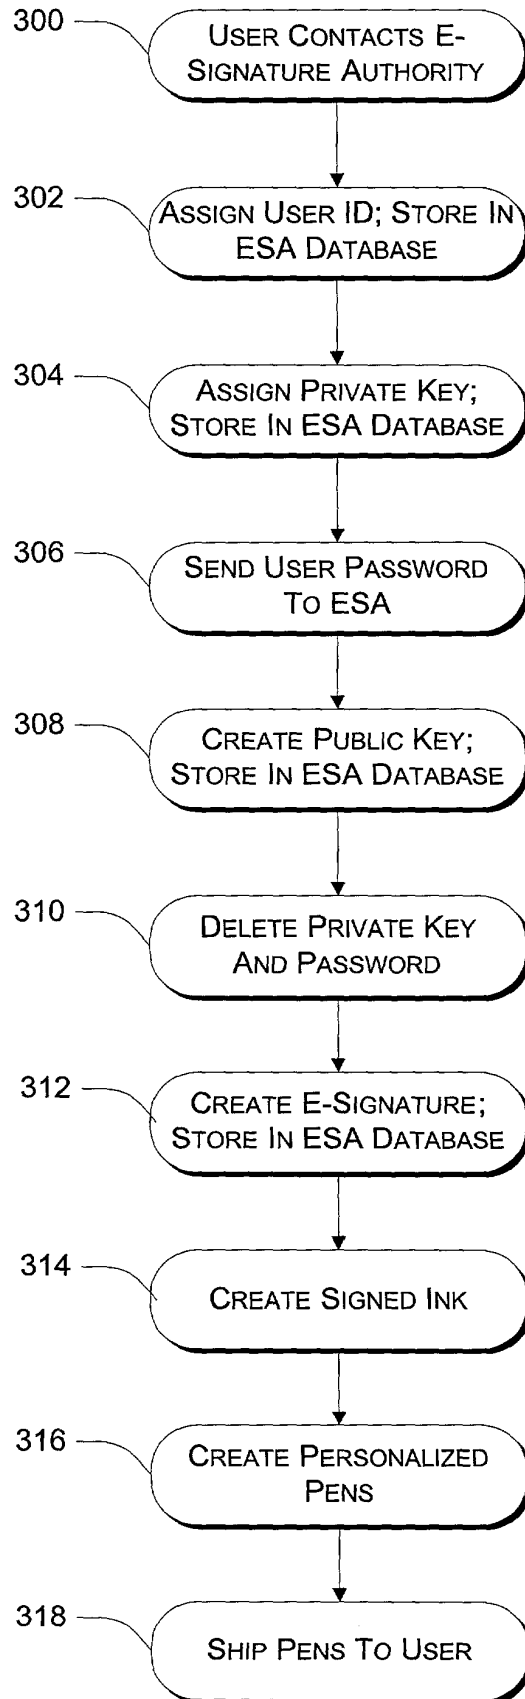 300
USER CONTACTS E-
SIGNATURE AUTHORITY
302
ASSIGN USER ID; STORE IN
ESA DATABASE
304
ASSIGN PRIVATE KEY;
STORE IN ESA DATABASE
306
SEND USER PASSWORD
TO ESA
308
CREATE PUBLIC KEY;
STORE IN ESA DATABASE
310
DELETE PRIVATE KEY
AND PASSWORD
312
CREATE E-SIGNATURE;
STORE IN ESA DATABASE
314
CREATE SIGNED INK
316
CREATE PERSONALIZED
PENS
318
SHIP PENS TO USER